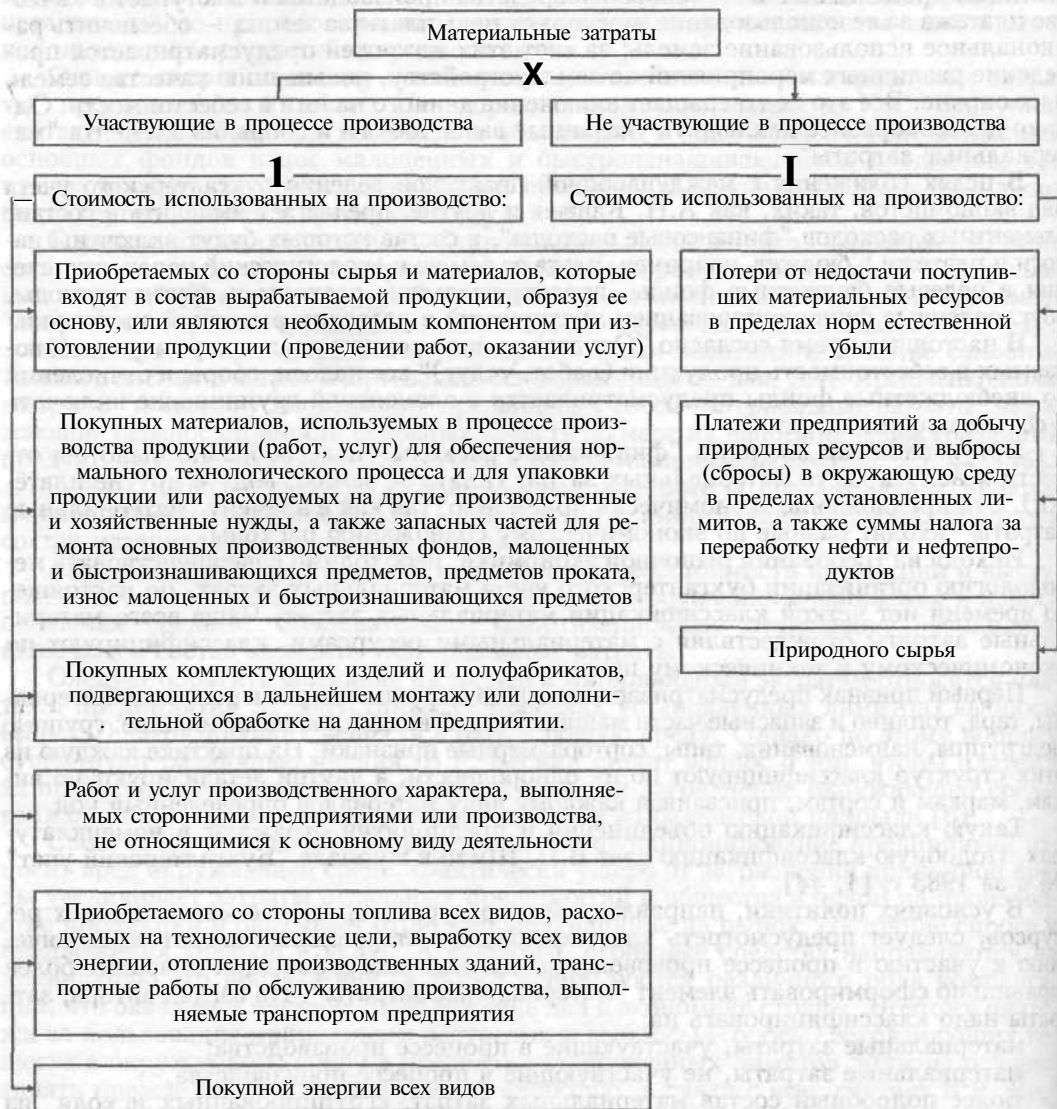 Материальные затраты
X
Участвующие в процессе производства
Не участвующие в процессе производства
1
I
Стоимость использованных на производство:
Стоимость использованных на производство:
Приобретаемых со стороны сырья и материалов, которые
входят в состав вырабатываемой продукции, образуя ее
основу, или являются необходимым компонентом при из-
готовлении продукции (проведении работ, оказании услуг)
Потери от недостачи поступив-
ших материальных ресурсов
в пределах норм естественной
убыли
Покупных материалов, используемых в процессе произ-
водства продукции (работ, услуг) для обеспечения нор-
мального технологического процесса и для упаковки
продукции или расходуемых на другие производственные
и хозяйственные нужды, а также запасных частей для ре-
монта основных производственных фондов, малоценных
и быстроизнашивающихся предметов, предметов проката,
износа малоценных и быстроизнашивающихся предметов
Платежи предприятий за добычу
природных ресурсов и выбросы
(сбросы) в окружающую среду
в пределах установленных ли-
митов, а также суммы налога за
переработку нефти и нефтепро-
дуктов
Покупных комплектующих изделий и полуфабрикатов,
подвергающихся в дальнейшем монтажу или дополни-
тельной обработке на данном предприятии.
Природного сырья
Работ и услуг производственного характера, выполняе-
мых сторонними предприятиями или производства,
не относящимися к основному виду деятельности
Приобретаемого со стороны топлива всех видов, расхо-
дуемых на технологические цели, выработку всех видов
энергии, отопление производственных зданий, транс-
портные работы по обслуживанию производства, выпол-
няемые транспортом предприятия
Покупной энергии всех видов